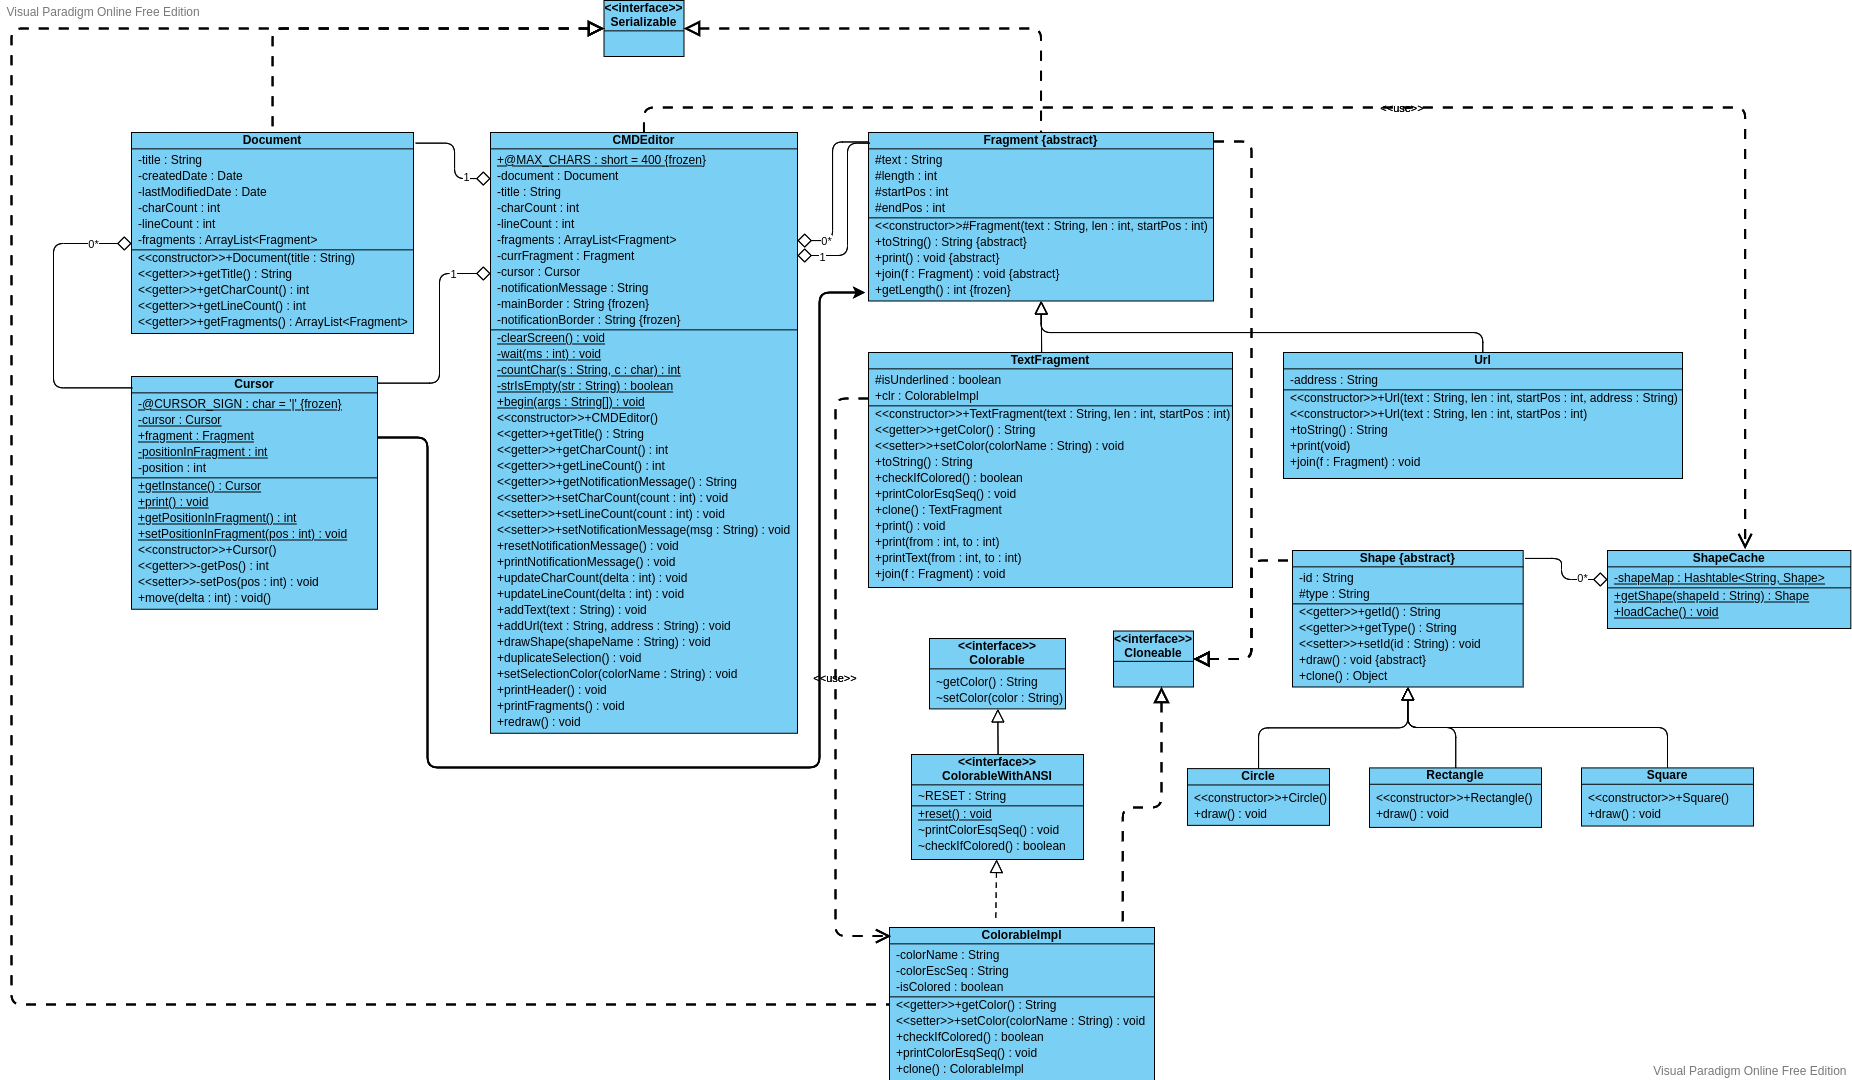 Visual Paradigm Online Free Edition
<<interface>>
Serializable
<<use>>
Document
-title : String
-createdDate : Date
-lastModifiedDate : Date
-charCount : int
-lineCount : int
-fragments : ArrayList<Fragment>
<<constructor>>+Document(title : String)
<<getter>>+getTitle() : String
<<getter>>+getCharCount() : int
<<getter>>+getLineCount() : int
<<getter>>+getFragments() : ArrayList<Fragment>
1
0*
1
Cursor
-@CURSOR_SIGN : char = '|' {frozen}
-cursor : Cursor
+fragment : Fragment
-positionInFragment : int
-position : int
+getInstance() : Cursor
+print() : void
+getPositionInFragment() : int
+setPositionInFragment(pos : int) : void
<<constructor>>+Cursor()
<<getter>>-getPos() : int
<<setter>>-setPos(pos : int) : void
+move(delta : int) : void()
CMDEditor
+@MAX_CHARS : short = 400 {frozen}
-document : Document
-title : String
-charCount : int
-lineCount : int
-fragments : ArrayList<Fragment>
-currFragment : Fragment
-cursor : Cursor
-notificationMessage : String
-mainBorder : String {frozen}
-notificationBorder : String {frozen}
-clearScreen() : void
-wait(ms : int) : void
-countChar(s : String, c : char) : int
-strIsEmpty(str : String) : boolean
+begin(args : String[]) : void
<<constructor>>+CMDEditor()
<<getter>>+getTitle() : String
<<getter>>+getCharCount() : int
<<getter>>+getLineCount() : int
<<getter>>+getNotificationMessage() : String
<<setter>>+setCharCount(count : int) : void
<<setter>>+setLineCount(count : int) : void
<<setter>>+setNotificationMessage(msg : String) : void
+resetNotificationMessage() : void
+printNotificationMessage() : void
+updateCharCount(delta : int) : void
+updateLineCount(delta : int) : void
+addText(text : String) : void
+addUrl(text : String, address : String) : void
+drawShape(shapeName : String) : void
+duplicateSelection() : void
+setSelectionColor(colorName : String) : void
+printHeader() : void
+printFragments() : void
+redraw() : void
0*
1
Fragment {abstract}
#text : String
#length : int
#startPos : int
#endPos : int
<<constructor>>#Fragment(text : String, len : int, startPos : int)
+toString() : String {abstract}
+print() : void {abstract}
+join(f : Fragment) : void {abstract}
+getLength() : int {frozen}
TextFragment
#isUnderlined : boolean
+clr : ColorableImpl
<<constructor>>+TextFragment(text : String, len : int, startPos : int)
<<getter>>+getColor() : String
<<setter>>+setColor(colorName : String) : void
+toString() : String
+checkIfColored() : boolean
+printColorEsqSeq() : void
+clone() : TextFragment
+print() : void
+print(from : int, to : int)
+printText(from : int, to : int)
+join(f : Fragment) : void
Url
-address : String
<<constructor>>+Url(text : String, len : int, startPos : int, address : String)
<<constructor>>+Url(text : String, len : int, startPos : int)
+toString() : String
+print(void)
+join(f : Fragment) : void
Shape {abstract}
-id : String
#type : String
<<getter>>+getId() : String
<<getter>>+getType() : String
<<setter>>+setId(id : String) : void
+draw() : void {abstract}
+clone() : Object
0*
ShapeCache
-shapeMap : Hashtable<String, Shape>
+getShape(shapeId : String) : Shape
+loadCache() : void
<<use>>
<<interface>>
Colorable
~getColor() : String
~setColor(color : String)
<<interface>>
Cloneable
<<interface>>
ColorableWithANSI
~RESET : String
+reset() : void
~printColorEsqSeq() : void
~checkIfColored() : boolean
Circle
<<constructor>>+Circle()
+draw() : void
Rectangle
<<constructor>>+Rectangle()
+draw() : void
Square
<<constructor>>+Square()
+draw() : void
ColorableImpl
-colorName : String
-colorEscSeq : String
-isColored : boolean
<<getter>>+getColor() : String
<<setter>>+setColor(colorName : String) : void
+checkIfColored() : boolean
+printColorEsqSeq() : void
+clone() : ColorableImpl
Visual Paradigm Online Free Edition